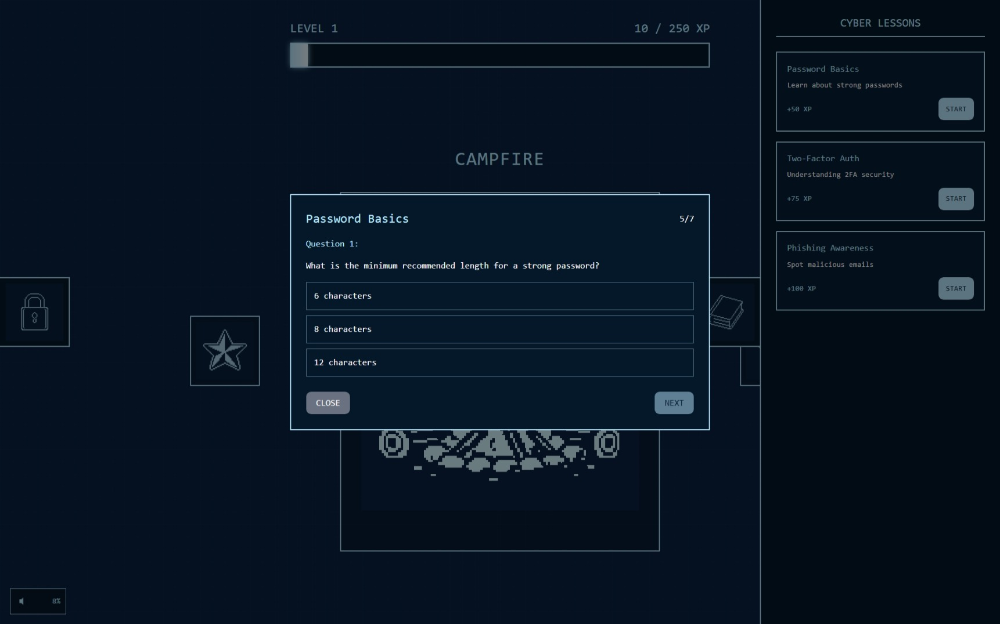 LEVEL 1
10 / 250 XP
CAMPFIRE
Password Basics
5/7
Question 1:
What is the minimum recommended length for a strong password?
6 characters
8 characters
12 characters
CLOSE
NEXT
8%
CYBER LESSONS
Password Basics
Learn about strong passwords
+50 XP
START
Two-Factor Auth
Understanding 2FA security
+75 XP
START
Phishing Awareness
Spot malicious emails
+100 XP
START